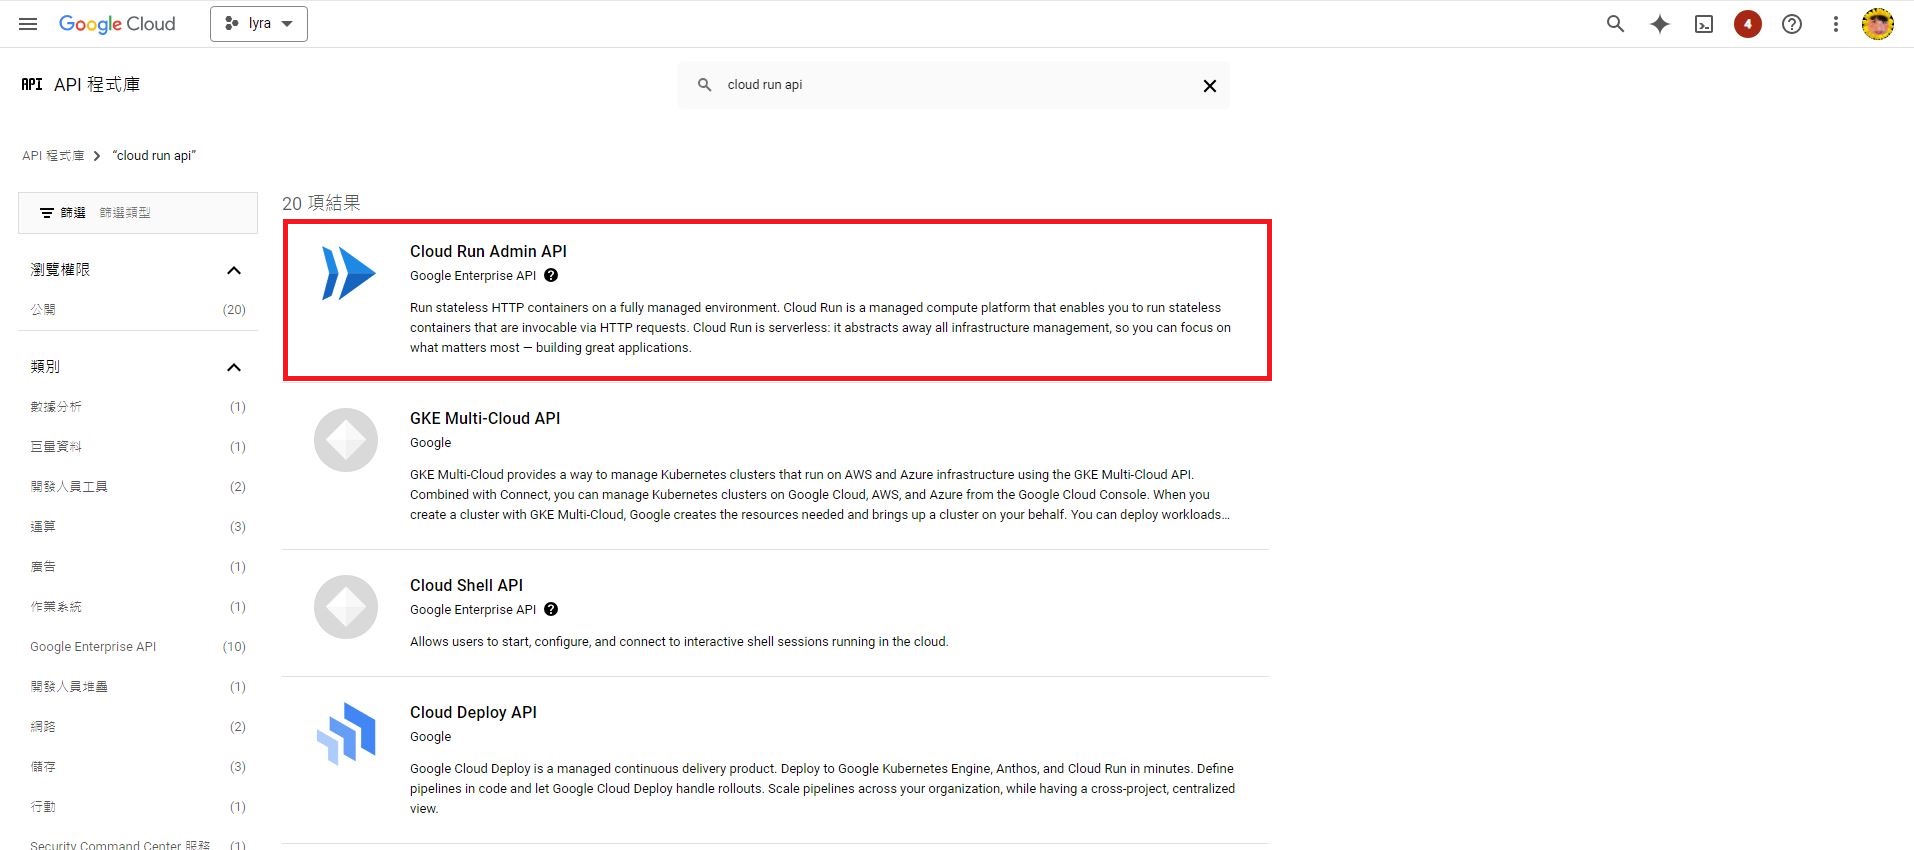 Google Cloud
lyra
4
API API 程式庫
cloud run api
API 程式庫 > “cloud run api”
篩選 篩選類型
20 項結果
瀏覽權限
公開 (20)
類別
數據分析 (1)
巨量資料 (1)
開發人員工具 (2)
運算 (3)
廣告 (1)
作業系統 (1)
Google Enterprise API (10)
開發人員堆疊 (1)
網路 (2)
儲存 (3)
行動 (1)
Security Command Center 服務 (1)
Cloud Run Admin API
Google Enterprise API
Run stateless HTTP containers on a fully managed environment. Cloud Run is a managed compute platform that enables you to run stateless
containers that are invocable via HTTP requests. Cloud Run is serverless: it abstracts away all infrastructure management, so you can focus on
what matters most — building great applications.
GKE Multi-Cloud API
Google
GKE Multi-Cloud provides a way to manage Kubernetes clusters that run on AWS and Azure infrastructure using the GKE Multi-Cloud API.
Combined with Connect, you can manage Kubernetes clusters on Google Cloud, AWS, and Azure from the Google Cloud Console. When you
create a cluster with GKE Multi-Cloud, Google creates the resources needed and brings up a cluster on your behalf. You can deploy workloads...
Cloud Shell API
Google Enterprise API
Allows users to start, configure, and connect to interactive shell sessions running in the cloud.
Cloud Deploy API
Google
Google Cloud Deploy is a managed continuous delivery product. Deploy to Google Kubernetes Engine, Anthos, and Cloud Run in minutes. Define
pipelines in code and let Google Cloud Deploy handle rollouts. Scale pipelines across your organization, while having a cross-project, centralized
view.